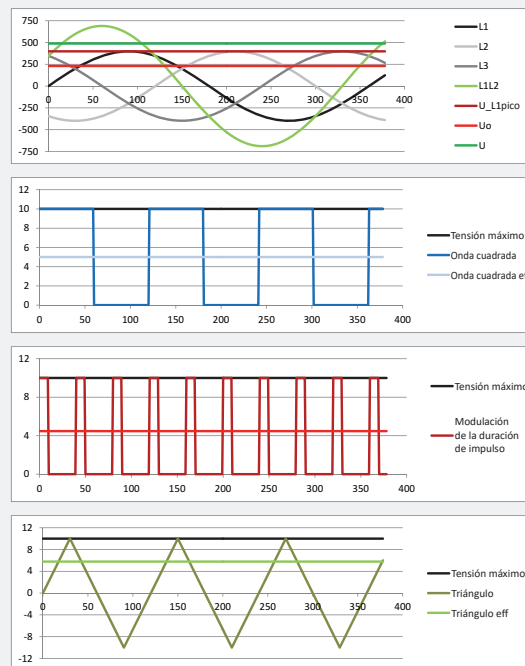 750
500
250
0
-250
-500
-750
0 50 100 150 200 250 300 350 400
L1
L2
L3
L1L2
U_L1pico
Uo
U
12
10
8
6
4
2
0
0 50 100 150 200 250 300 350 400
Tensión máximo
Onda cuadrada
Onda cuadrada ef
12
8
4
0
0 50 100 150 200 250 300 350 400
Tensión máximo
Modulación
de la duración
de impulso
12
8
4
0
-4
-8
-12
0 50 100 150 200 250 300 350 400
Tensión máximo
Triángulo
Triángulo eff